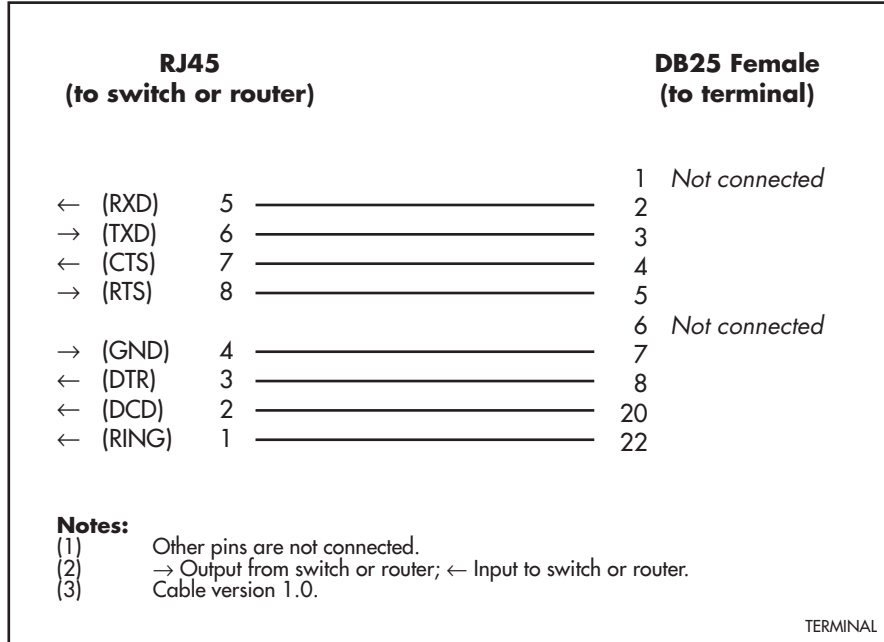 RJ45
(to switch or router)
DB25 Female
(to terminal)
1 Not connected
← (RXD) 5 2
→ (TXD) 6 3
← (CTS) 7 4
→ (RTS) 8 5
6 Not connected
→ (GND) 4 7
← (DTR) 3 8
← (DCD) 2 20
← (RING) 1 22
Notes:
(1) Other pins are not connected.
(2) → Output from switch or router; ← Input to switch or router.
(3) Cable version 1.0.
TERMINAL